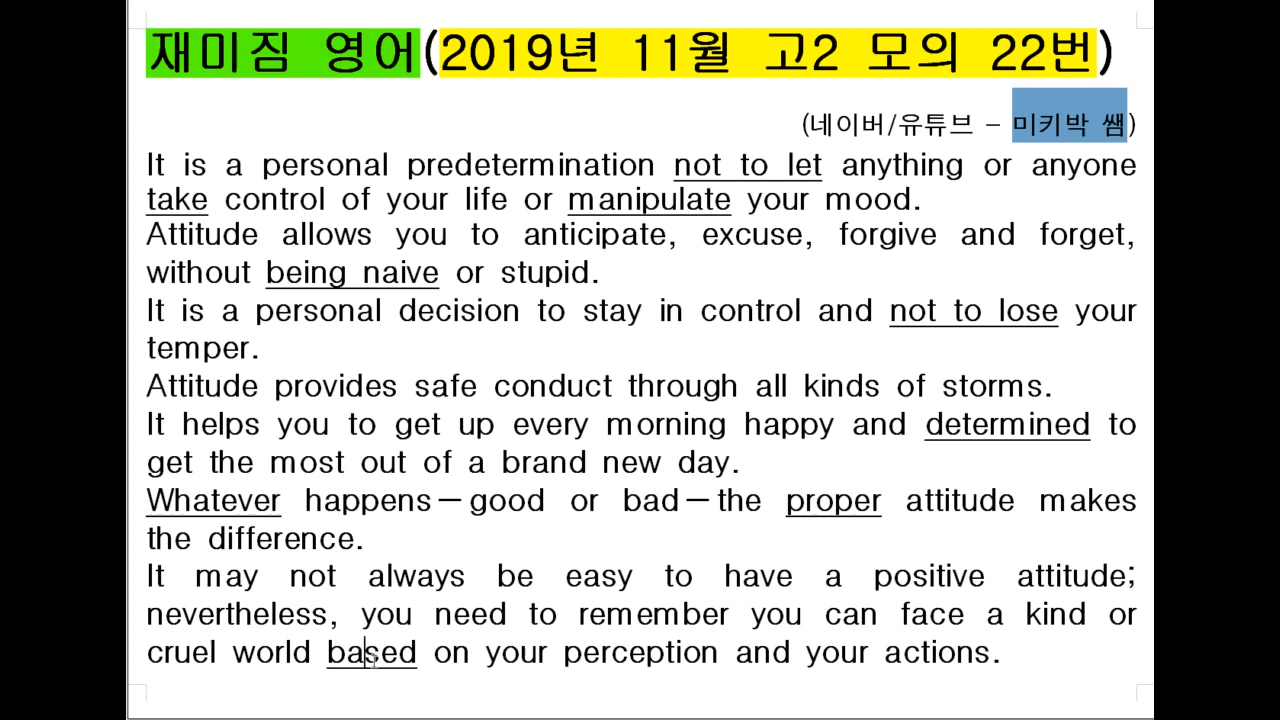 재미짐 영어(2019년 11월 고2 모의 22번)
(네이버/유튜브 – 미키박 쌤)
It is a personal predetermination not to let anything or anyone
take control of your life or manipulate your mood.
Attitude allows you to anticipate, excuse, forgive and forget,
without being naive or stupid.
It is a personal decision to stay in control and not to lose your
temper.
Attitude provides safe conduct through all kinds of storms.
It helps you to get up every morning happy and determined to
get the most out of a brand new day.
Whatever happens—good or bad—the proper attitude makes
the difference.
It may not always be easy to have a positive attitude;
nevertheless, you need to remember you can face a kind or
cruel world based on your perception and your actions.